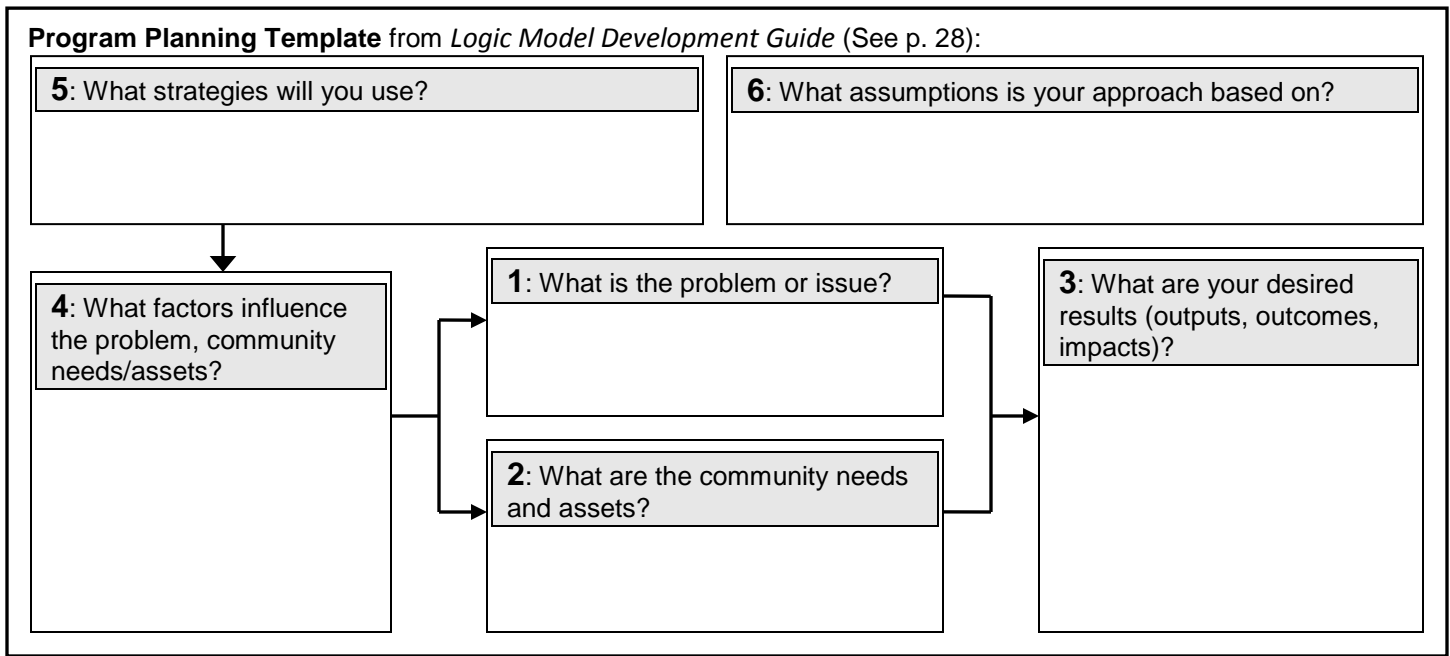 Program Planning Template from Logic Model Development Guide (See p. 28):
5: What strategies will you use?
6: What assumptions is your approach based on?
4: What factors influence
the problem, community
needs/assets?
1: What is the problem or issue?
2: What are the community needs
and assets?
3: What are your desired
results (outputs, outcomes,
impacts)?